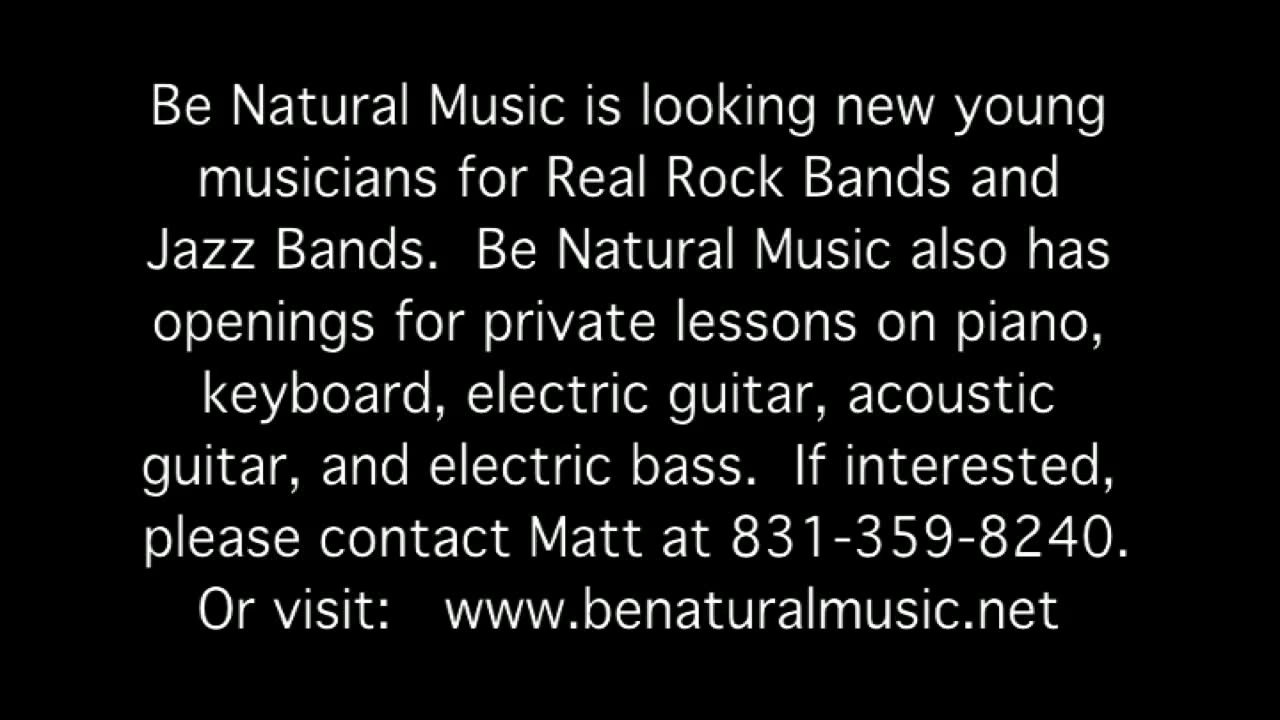 Be Natural Music is looking new young
musicians for Real Rock Bands and
Jazz Bands.  Be Natural Music also has
openings for private lessons on piano,
keyboard, electric guitar, acoustic
guitar, and electric bass.  If interested,
please contact Matt at 831-359-8240.
Or visit:   www.benaturalmusic.net